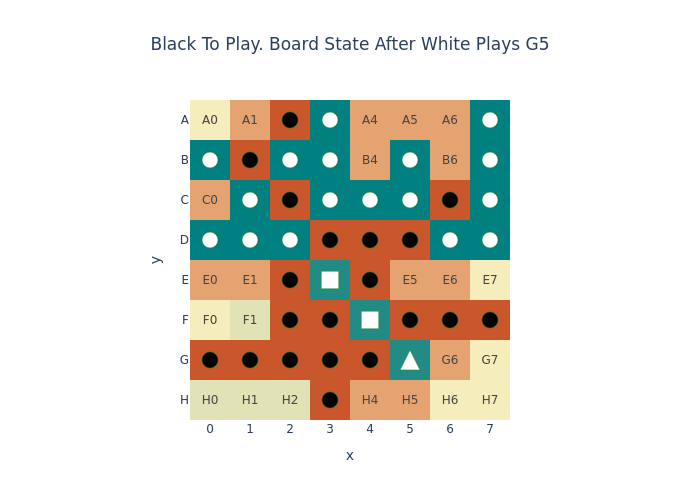 Black To Play. Board State After White Plays G5
A A0 A1 A4 A5 A6
B B4 B6
C C0
D
E E0 E1 E5 E6 E7
F F0 F1
G G6 G7
H H0 H1 H2 H4 H5 H6 H7
0 1 2 3 4 5 6 7
x
y